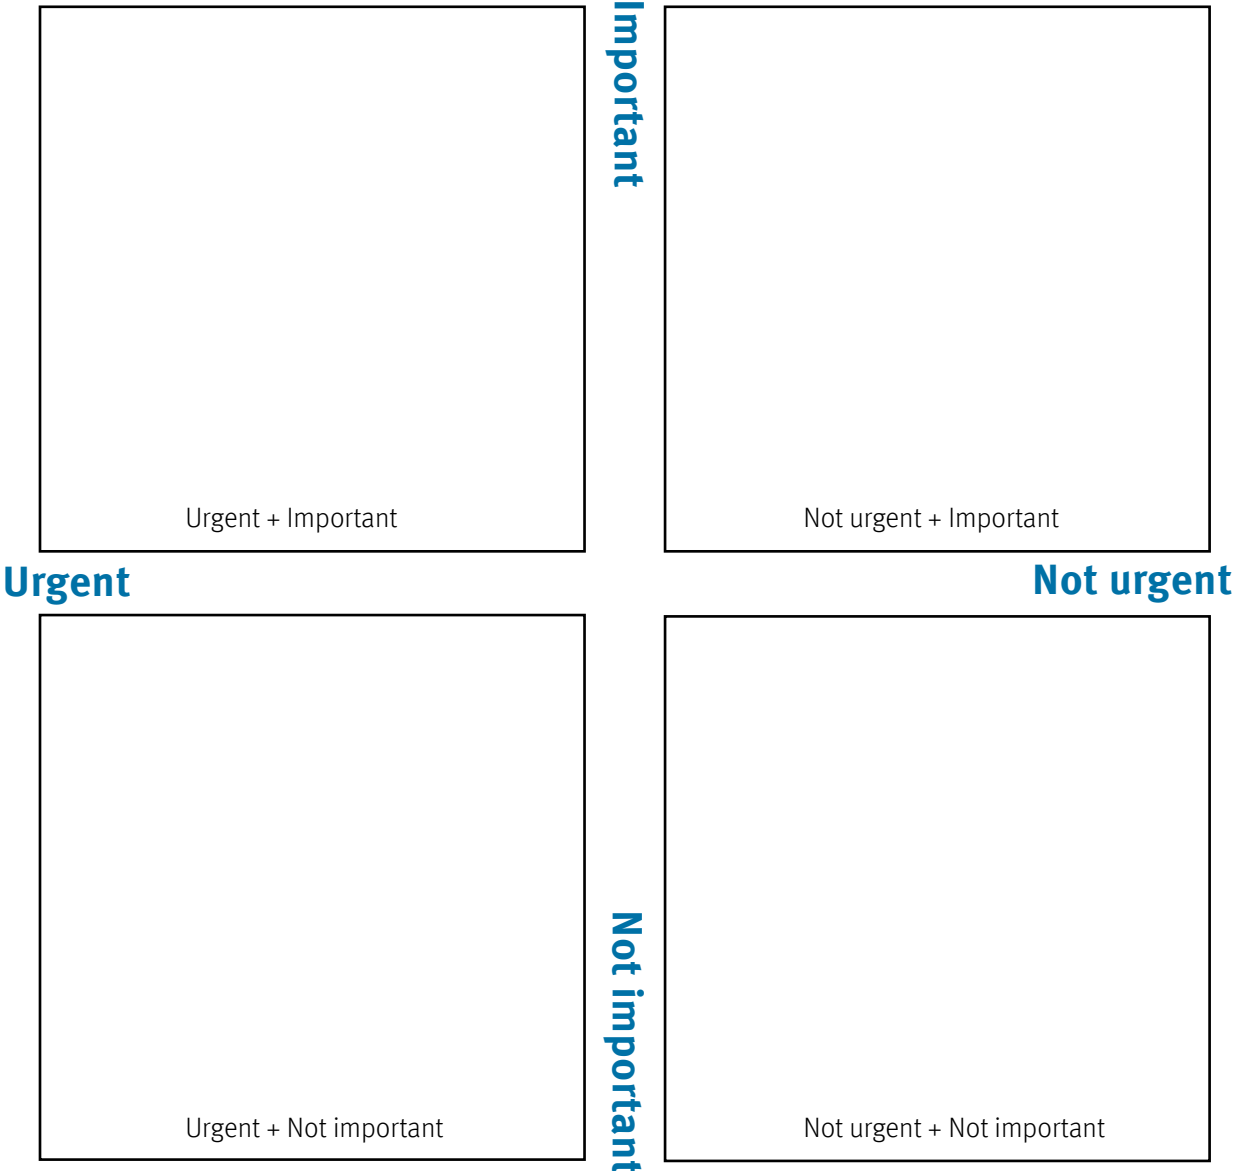 Important
Urgent + Important
Not urgent + Important
Urgent
Not urgent
Not important
Urgent + Not important
Not urgent + Not important